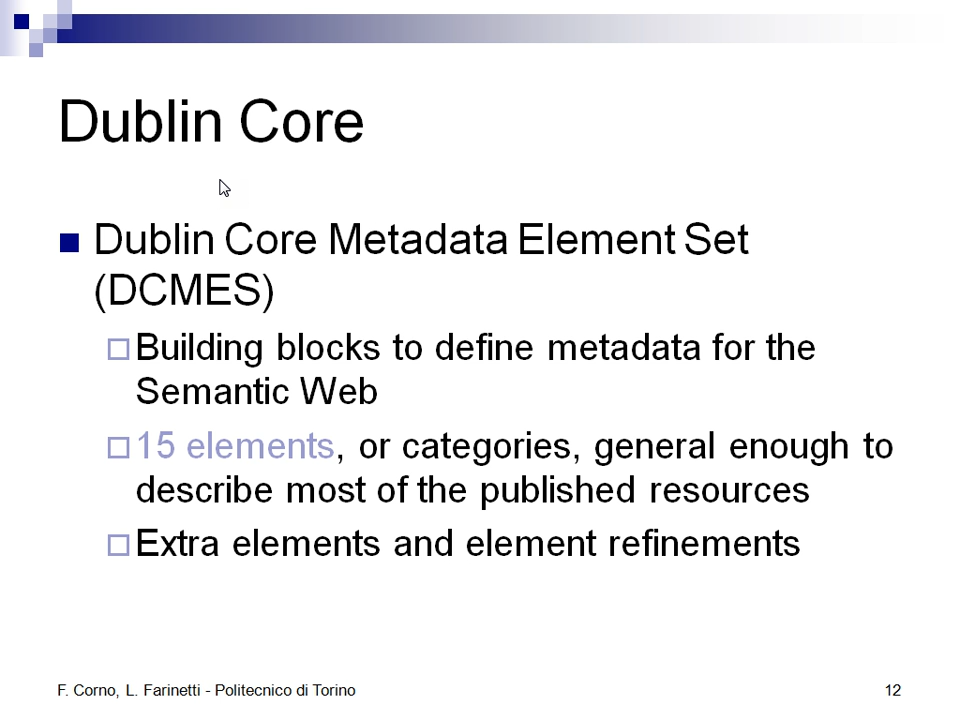 Dublin Core
Dublin Core Metadata Element Set
(DCMES)
Building blocks to define metadata for the
Semantic Web
15 elements, or categories, general enough to
describe most of the published resources
Extra elements and element refinements
F. Corno, L. Farinetti - Politecnico di Torino
12